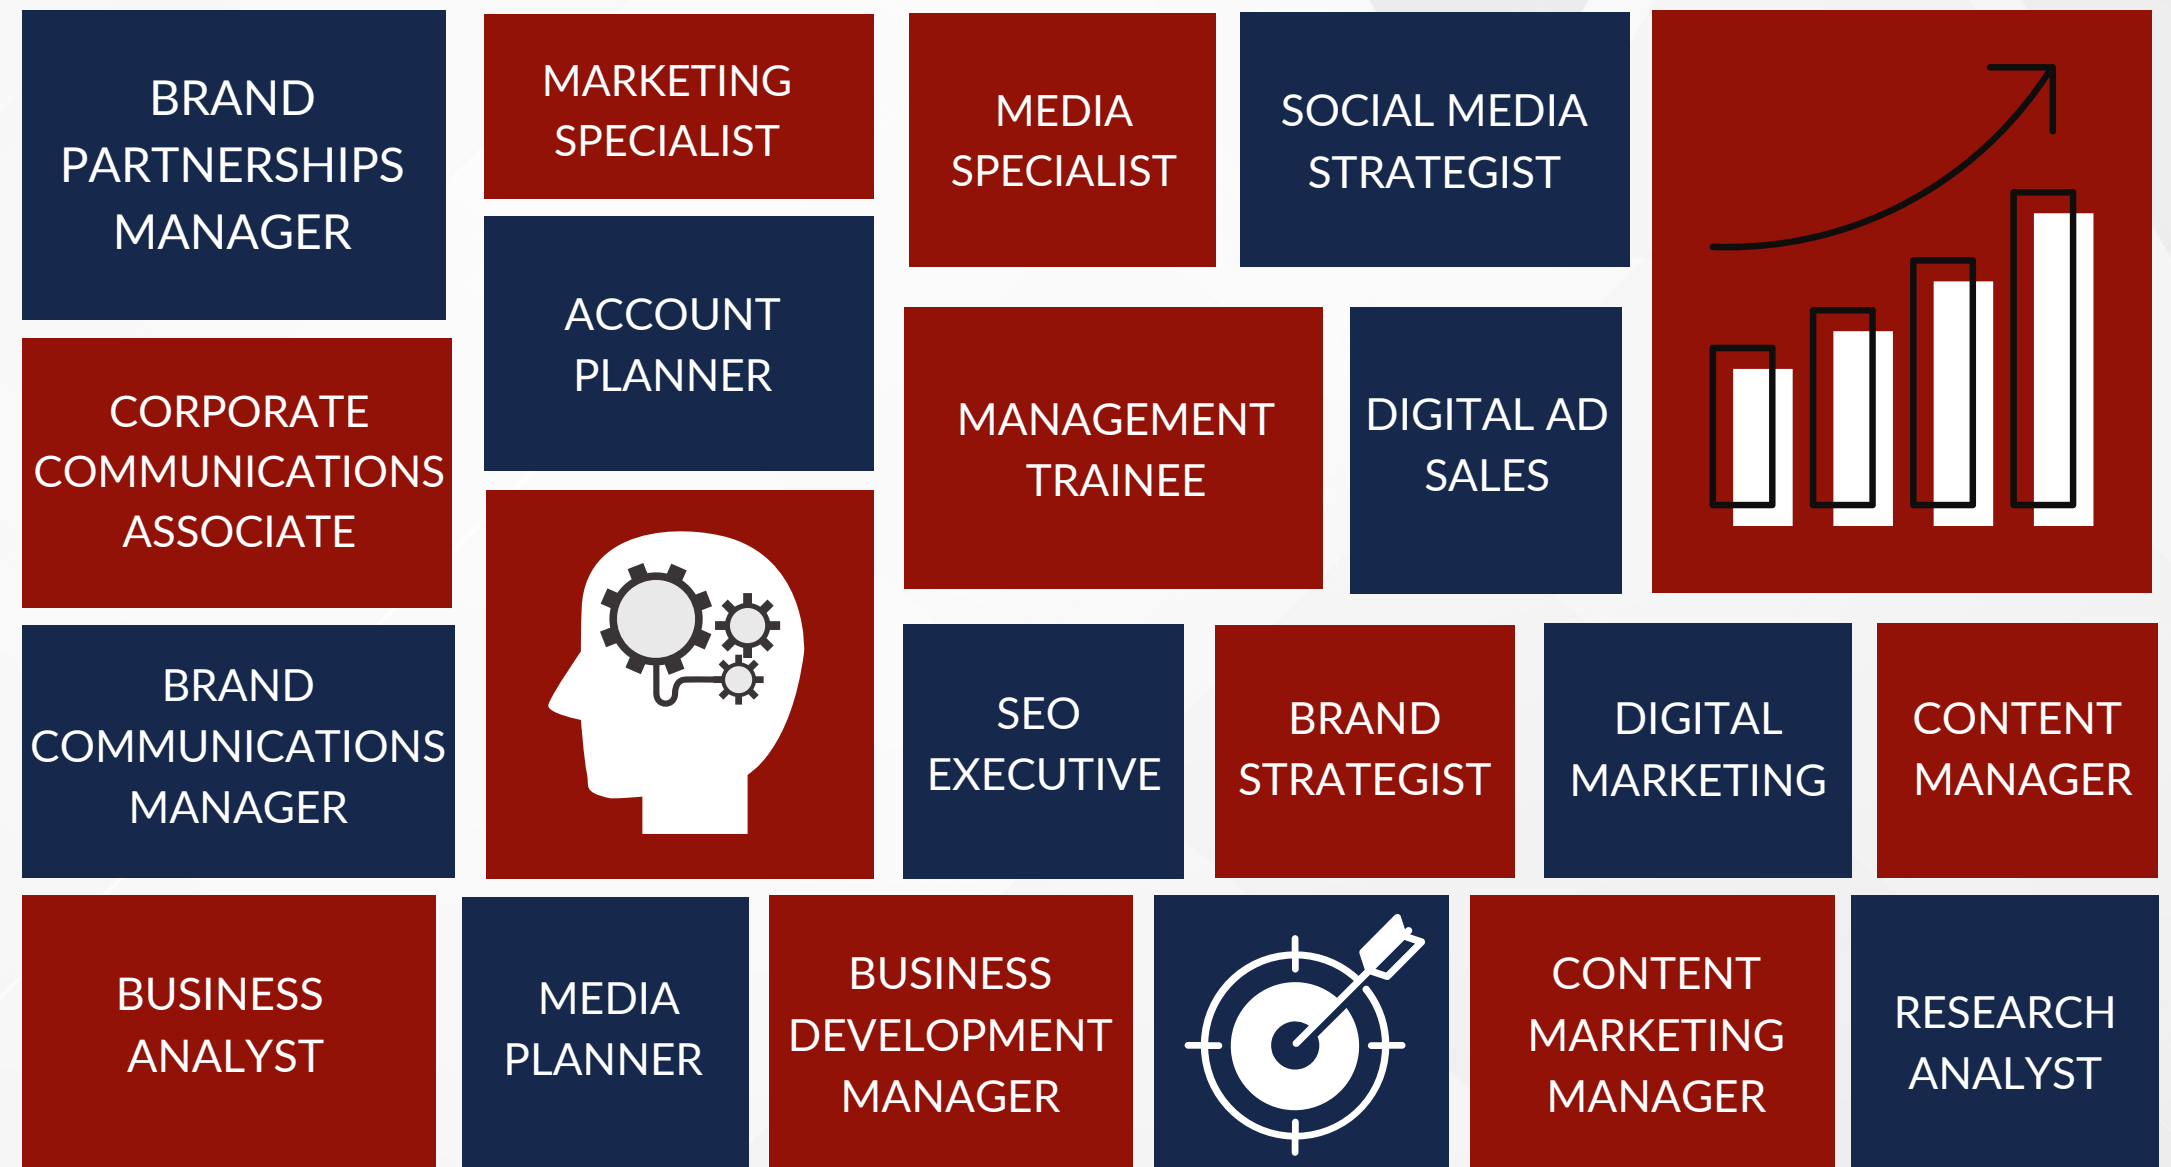 BRAND
PARTNERSHIPS
MANAGER
MARKETING
SPECIALIST
MEDIA
SPECIALIST
SOCIAL MEDIA
STRATEGIST
ACCOUNT
PLANNER
MANAGEMENT
TRAINEE
DIGITAL AD
SALES
CORPORATE
COMMUNICATIONS
ASSOCIATE
BRAND
COMMUNICATIONS
MANAGER
SEO
EXECUTIVE
BRAND
STRATEGIST
DIGITAL
MARKETING
CONTENT
MANAGER
BUSINESS
ANALYST
MEDIA
PLANNER
BUSINESS
DEVELOPMENT
MANAGER
CONTENT
MARKETING
MANAGER
RESEARCH
ANALYST